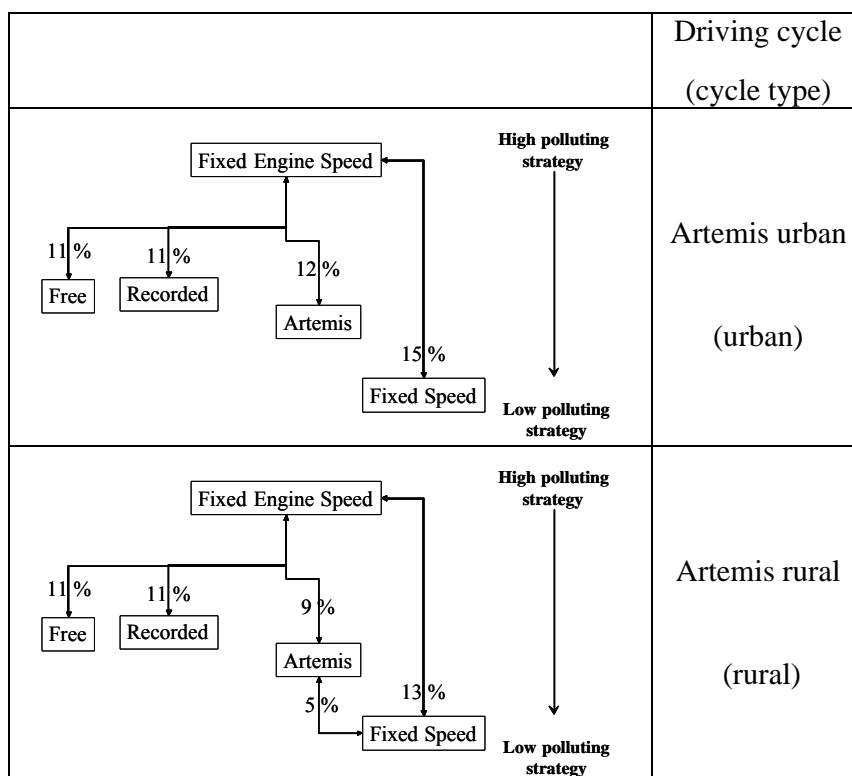 Driving cycle
(cycle type)
High polluting
strategy
Fixed Engine Speed
11 %
11 %
12 %
Free
Recorded
Artemis
15 %
Fixed Speed
Low polluting
strategy
Artemis urban
(urban)
High polluting
strategy
Fixed Engine Speed
11 %
11 %
9 %
Free
Recorded
Artemis
5 %
13 %
Fixed Speed
Low polluting
strategy
Artemis rural
(rural)